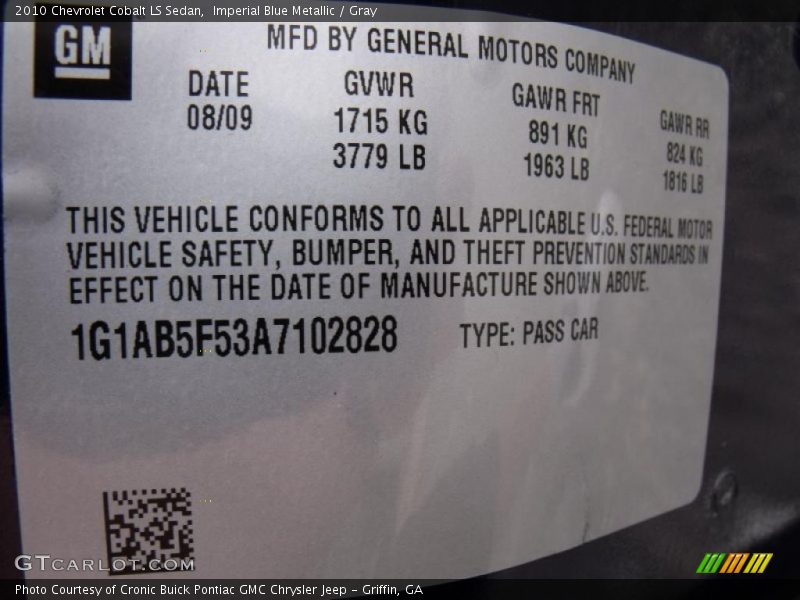 2010 Chevrolet Cobalt LS Sedan,  Imperial Blue Metallic / Gray
GM
MFD BY GENERAL MOTORS COMPANY
DATE GVWR GAWR FRT GAWR RR
08/09 1715 KG 891 KG 824 KG
3779 LB 1963 LB 1816 LB
THIS VEHICLE CONFORMS TO ALL APPLICABLE U.S. FEDERAL MOTOR
VEHICLE SAFETY, BUMPER, AND THEFT PREVENTION STANDARDS IN
EFFECT ON THE DATE OF MANUFACTURE SHOWN ABOVE.
1G1AB5F53A7102828 TYPE: PASS CAR
GTCARLOT.COM
Photo Courtesy of Cronic Buick Pontiac GMC Chrysler Jeep - Griffin, GA